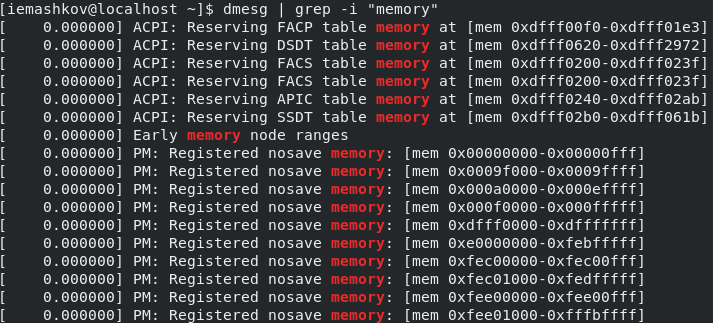 [iemashkov@localhost ~]$ dmesg | grep -i "memory"
[    0.000000] ACPI: Reserving FACP table memory at [mem 0xdfff00f0-0xdfff01e3]
[    0.000000] ACPI: Reserving DSDT table memory at [mem 0xdfff0620-0xdfff2972]
[    0.000000] ACPI: Reserving FACS table memory at [mem 0xdfff0200-0xdfff023f]
[    0.000000] ACPI: Reserving FACS table memory at [mem 0xdfff0200-0xdfff023f]
[    0.000000] ACPI: Reserving APIC table memory at [mem 0xdfff0240-0xdfff02ab]
[    0.000000] ACPI: Reserving SSDT table memory at [mem 0xdfff02b0-0xdfff061b]
[    0.000000] Early memory node ranges
[    0.000000] PM: Registered nosave memory: [mem 0x00000000-0x00000fff]
[    0.000000] PM: Registered nosave memory: [mem 0x0009f000-0x0009ffff]
[    0.000000] PM: Registered nosave memory: [mem 0x000a0000-0x000effff]
[    0.000000] PM: Registered nosave memory: [mem 0x000f0000-0x000fffff]
[    0.000000] PM: Registered nosave memory: [mem 0xdfff0000-0xdfffffff]
[    0.000000] PM: Registered nosave memory: [mem 0xe0000000-0xfebfffff]
[    0.000000] PM: Registered nosave memory: [mem 0xfec00000-0xfec00fff]
[    0.000000] PM: Registered nosave memory: [mem 0xfec01000-0xfedfffff]
[    0.000000] PM: Registered nosave memory: [mem 0xfee00000-0xfee00fff]
[    0.000000] PM: Registered nosave memory: [mem 0xfee01000-0xfffbffff]